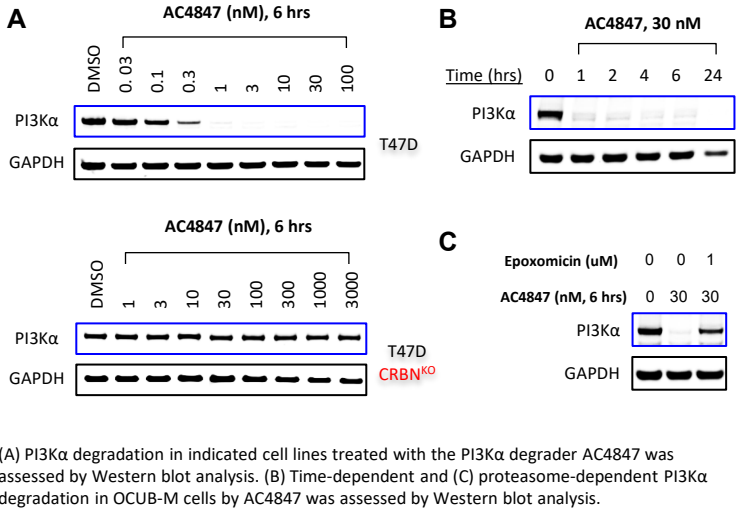 A
AC4847 (nM), 6 hrs
DMSO 0. 03 0.1 0.3 1 3 10 30 100
PI3Kα
GAPDH
T47D
AC4847 (nM), 6 hrs
DMSO 1 3 10 30 100 300 1000 3000
PI3Kα
GAPDH
T47D
CRBNKO
B
AC4847, 30 nM
Time (hrs) 0 1 2 4 6 24
PI3Kα
GAPDH
C
Epoxomicin (uM) 0 0 1
AC4847 (nM, 6 hrs) 0 30 30
PI3Kα
GAPDH
(A) PI3Kα degradation in indicated cell lines treated with the PI3Kα degrader AC4847 was
assessed by Western blot analysis. (B) Time-dependent and (C) proteasome-dependent PI3Kα
degradation in OCUB-M cells by AC4847 was assessed by Western blot analysis.